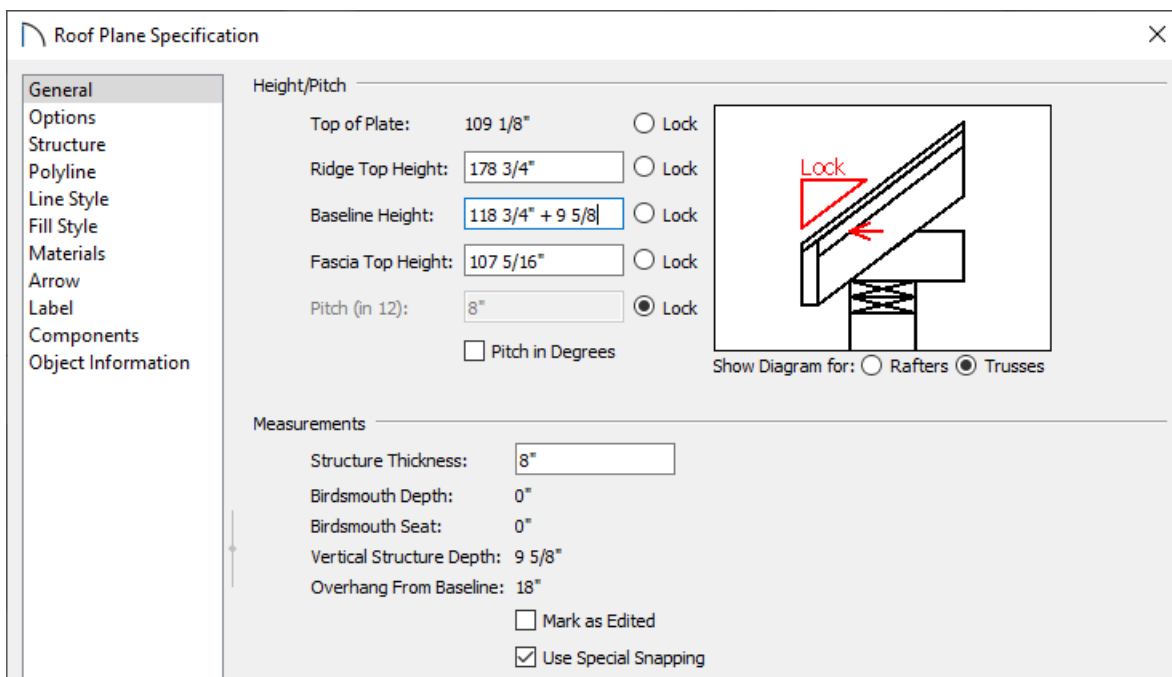 Roof Plane Specification
General
Options
Structure
Polyline
Line Style
Fill Style
Materials
Arrow
Label
Components
Object Information
Height/Pitch
Top of Plate: 109 1/8" Lock
Ridge Top Height: 178 3/4" Lock
Baseline Height: 118 3/4" + 9 5/8 Lock
Fascia Top Height: 107 5/16" Lock
Pitch (in 12): 8" Lock
Pitch in Degrees
Lock
Show Diagram for: Rafters Trusses
Measurements
Structure Thickness: 8"
Birdsmouth Depth: 0"
Birdsmouth Seat: 0"
Vertical Structure Depth: 9 5/8"
Overhang From Baseline: 18"
Mark as Edited
Use Special Snapping